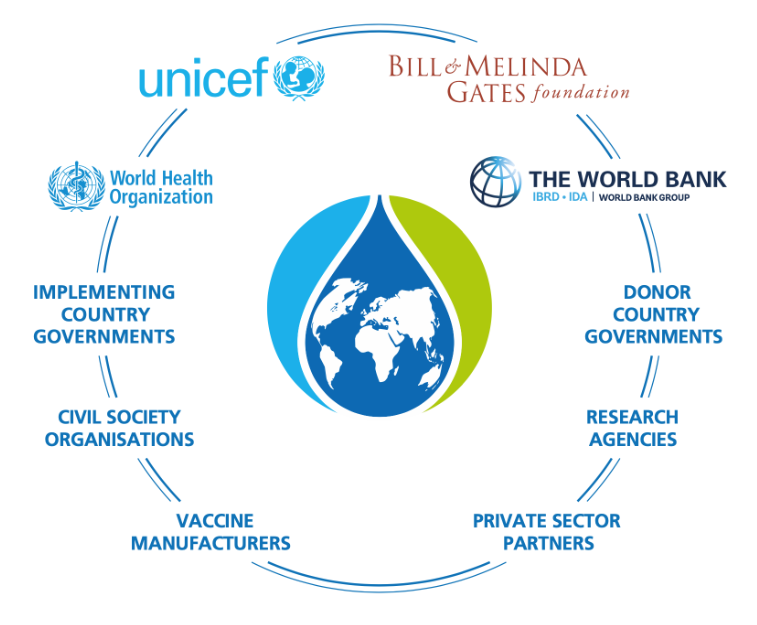 unicef
BILL & MELINDA
GATES foundation
World Health
Organization
THE WORLD BANK
IBRD • IDA | WORLD BANK GROUP
IMPLEMENTING
COUNTRY
GOVERNMENTS
DONOR
COUNTRY
GOVERNMENTS
CIVIL SOCIETY
ORGANISATIONS
RESEARCH
AGENCIES
VACCINE
MANUFACTURERS
PRIVATE SECTOR
PARTNERS